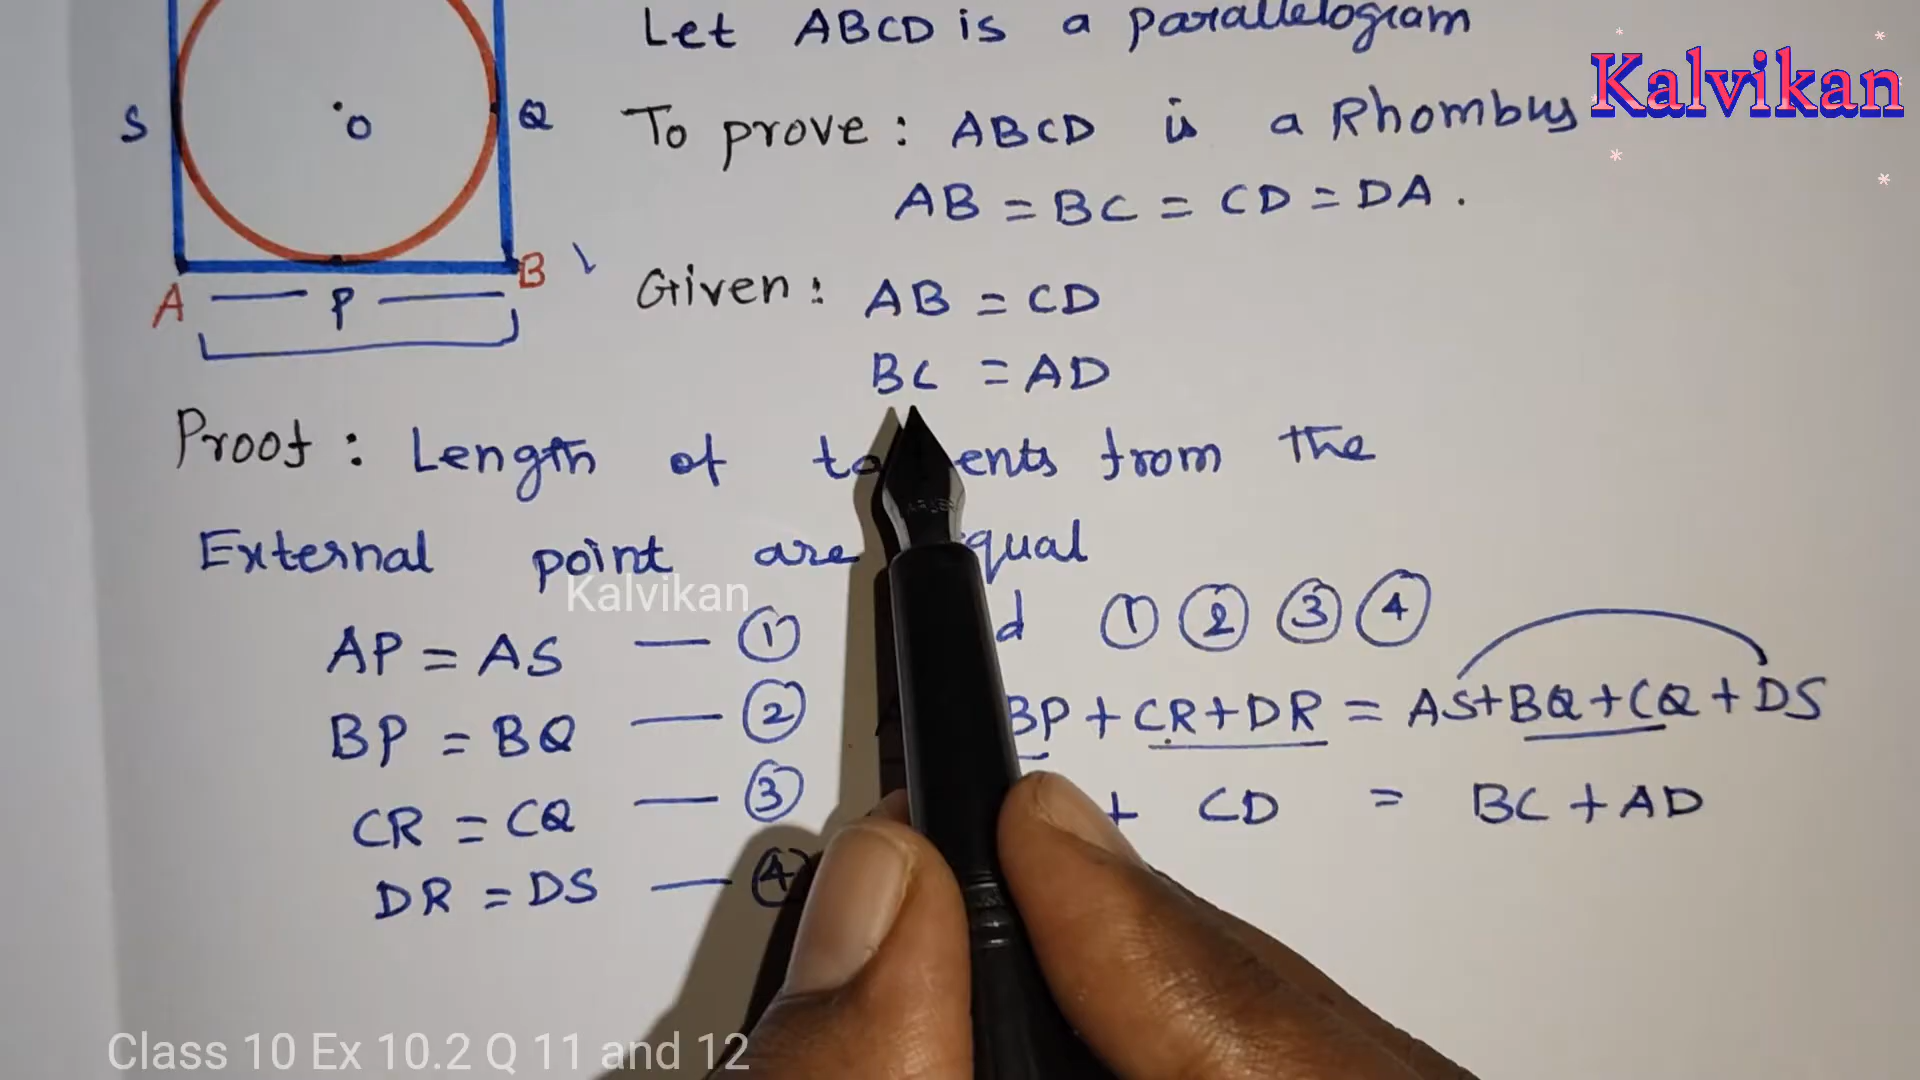 Let ABCD is a parallelogram
Kalvikan
S
O
Q
To prove : ABCD is a Rhombus
AB = BC = CD = DA .
A
P
B
Given : AB = CD
BC = AD
Proof : Length of from the
External point are
Kalvikan
① ② ③ ④
AP = AS — ①
BP = BQ — ②
BP + CR + DR = AS + BQ + CQ + DS
CR = CQ — ③
+ CD = BC + AD
DR = DS — ④
Class 10 Ex 10.2 Q 11 and 12